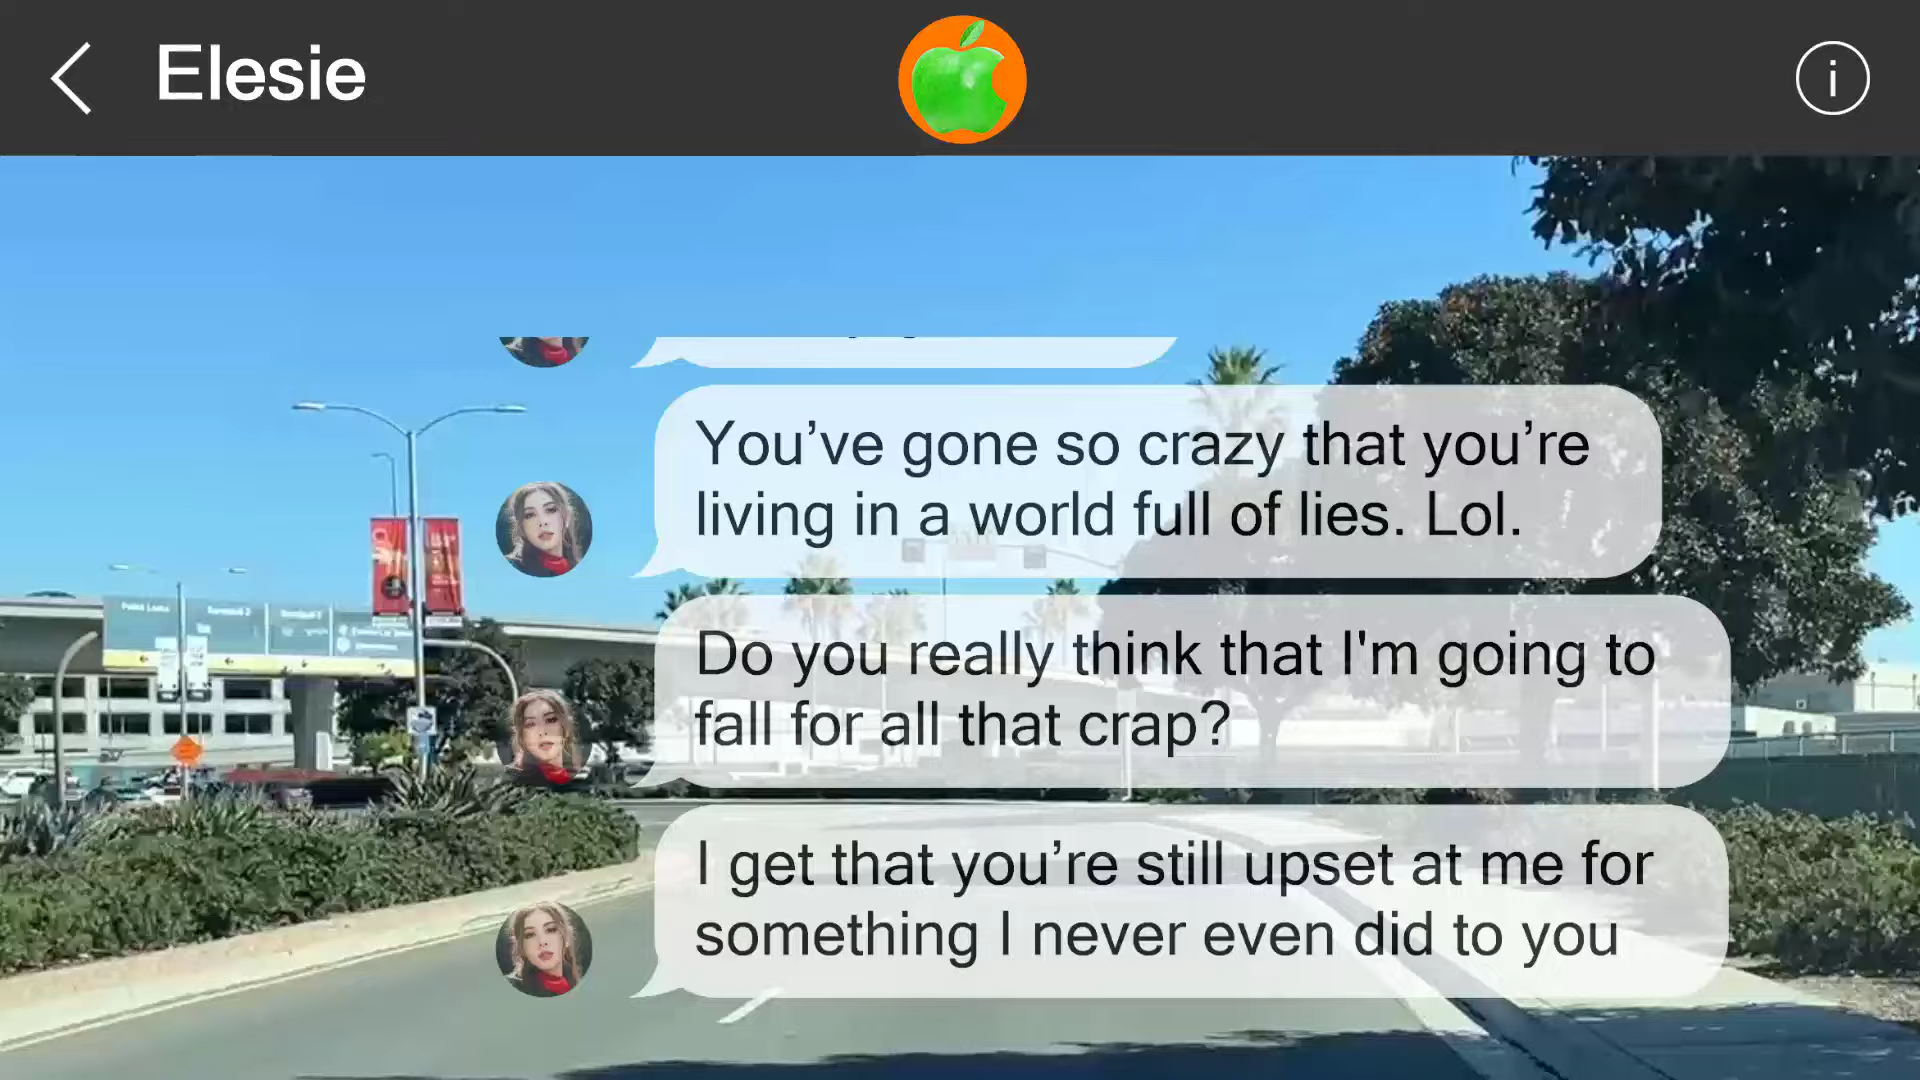 Elesie
You’ve gone so crazy that you’re
living in a world full of lies. Lol.
Do you really think that I'm going to
fall for all that crap?
I get that you’re still upset at me for
something I never even did to you
Terminal 2